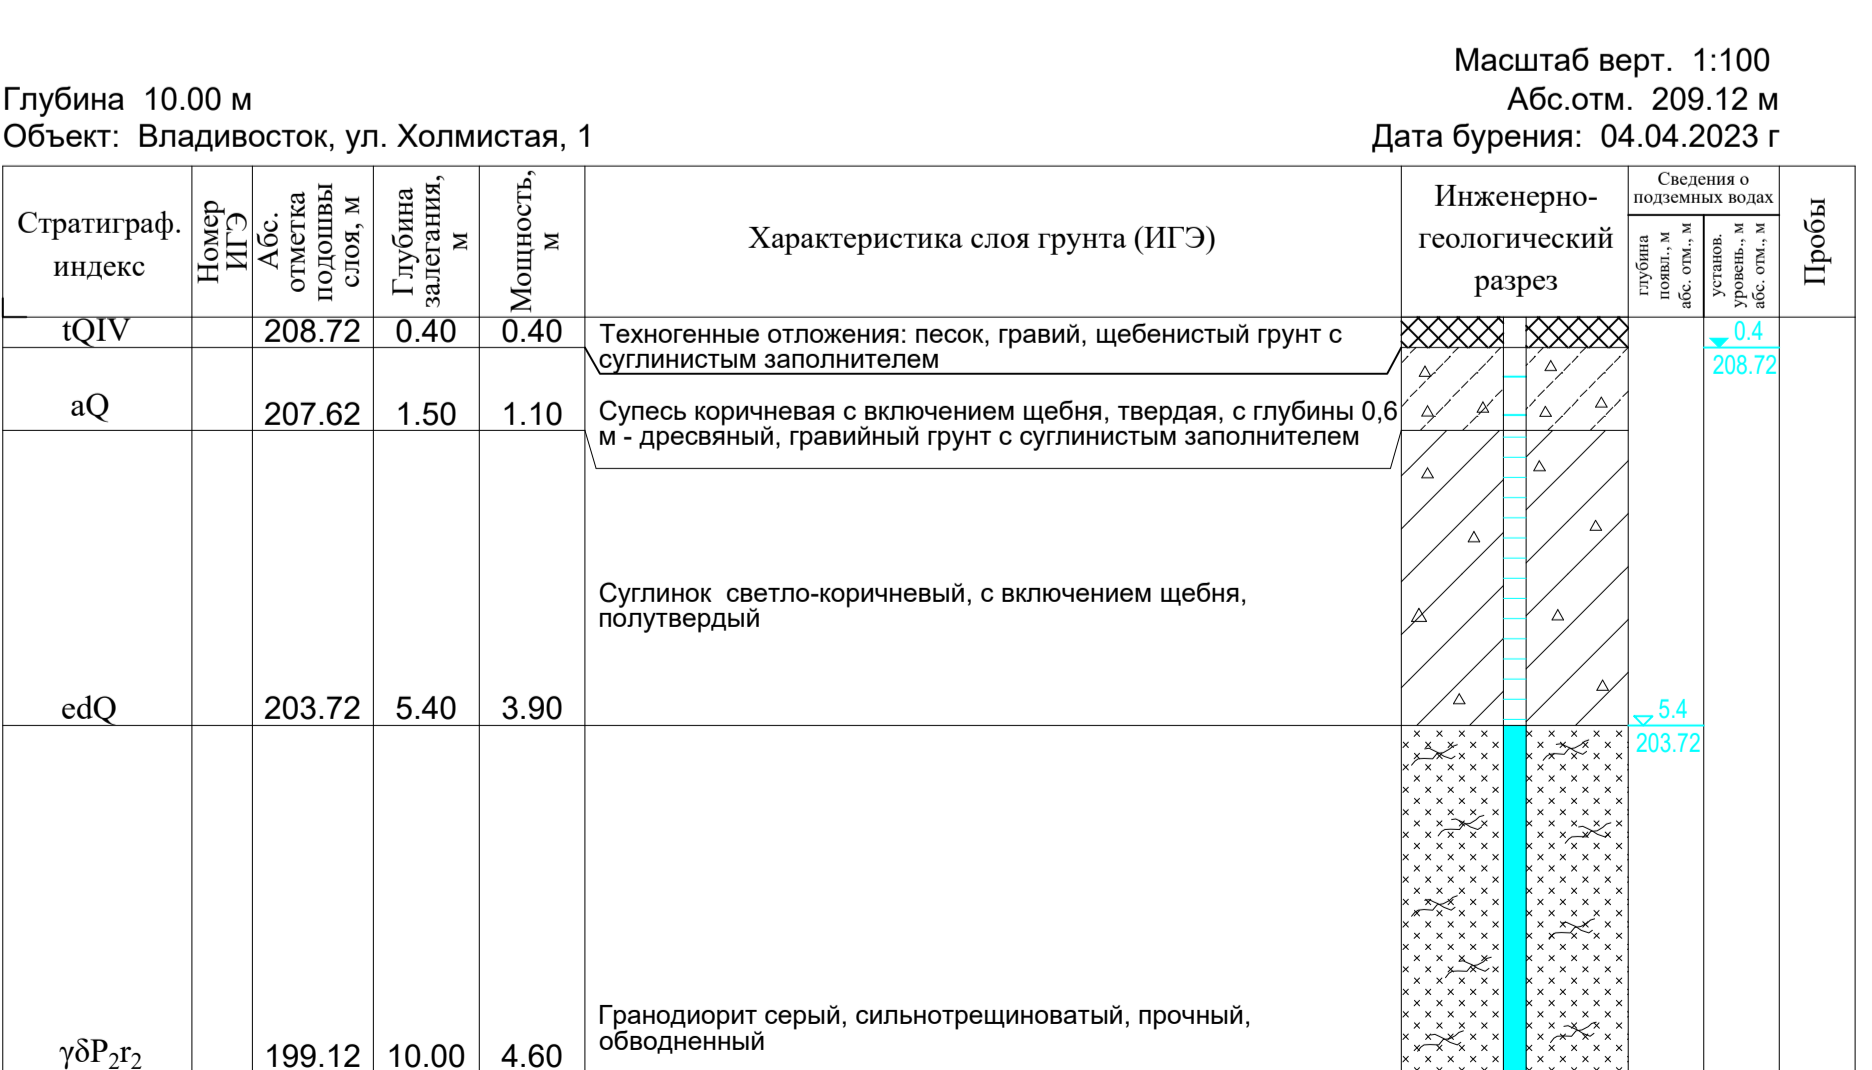 Масштаб верт. 1:100
Глубина 10.00 м
Абс.отм. 209.12 м
Объект: Владивосток, ул. Холмистая, 1
Дата бурения: 04.04.2023 г
Стратиграф.
индекс
Номер
ИГЭ
Абс.
отметка
подошвы
слоя, м
Глубина
залегания,
м
Мощность,
м
Характеристика слоя грунта (ИГЭ)
Инженерно-
геологический
разрез
Сведения о
подземных водах
глубина
появл., м
абс. отм., м
установ.
уровень., м
абс. отм., м
Пробы
tQIV 208.72 0.40 0.40
Техногенные отложения: песок, гравий, щебенистый грунт с
суглинистым заполнителем
0.4
208.72
aQ 207.62 1.50 1.10
Супесь коричневая с включением щебня, твердая, с глубины 0,6
м - дресвяный, гравийный грунт с суглинистым заполнителем
Суглинок светло-коричневый, с включением щебня,
полутвердый
edQ 203.72 5.40 3.90
5.4
203.72
Гранодиорит серый, сильнотрещиноватый, прочный,
обводненный
γδP₂r₂ 199.12 10.00 4.60